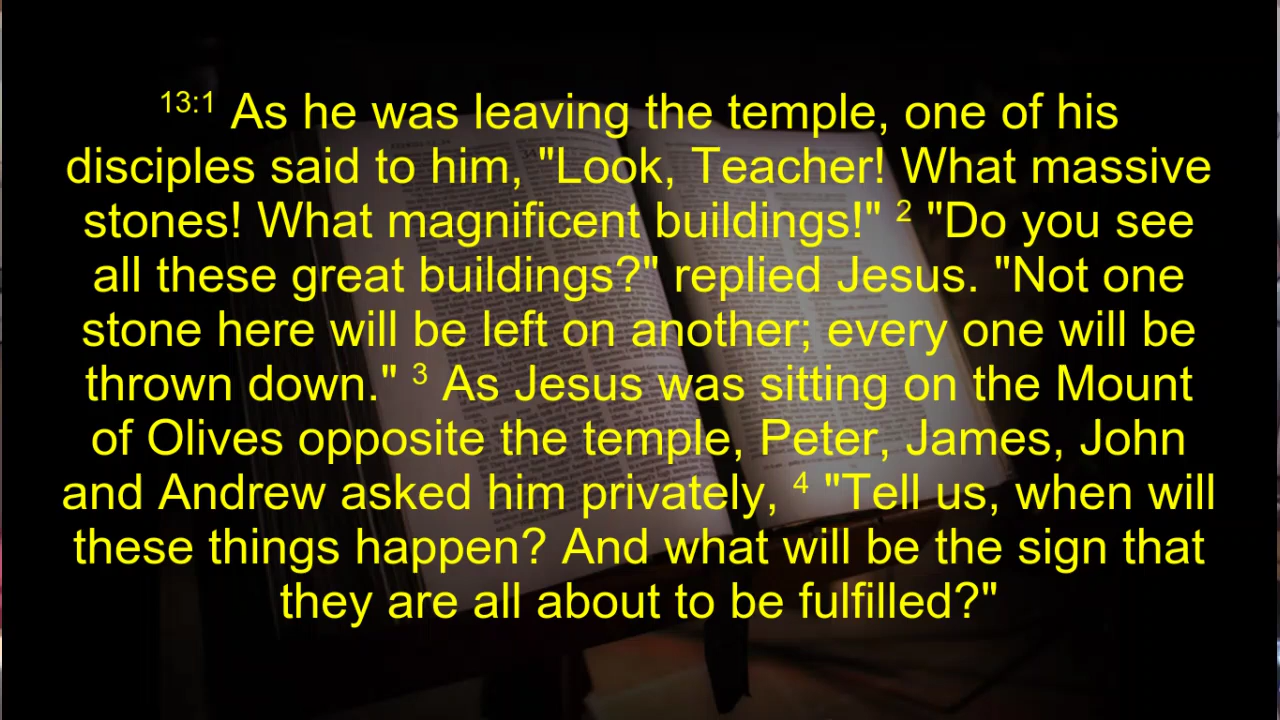 13:1 As he was leaving the temple, one of his
disciples said to him, "Look, Teacher! What massive
stones! What magnificent buildings!" 2 "Do you see
all these great buildings?" replied Jesus. "Not one
stone here will be left on another; every one will be
thrown down." 3 As Jesus was sitting on the Mount
of Olives opposite the temple, Peter, James, John
and Andrew asked him privately, 4 "Tell us, when will
these things happen? And what will be the sign that
they are all about to be fulfilled?"